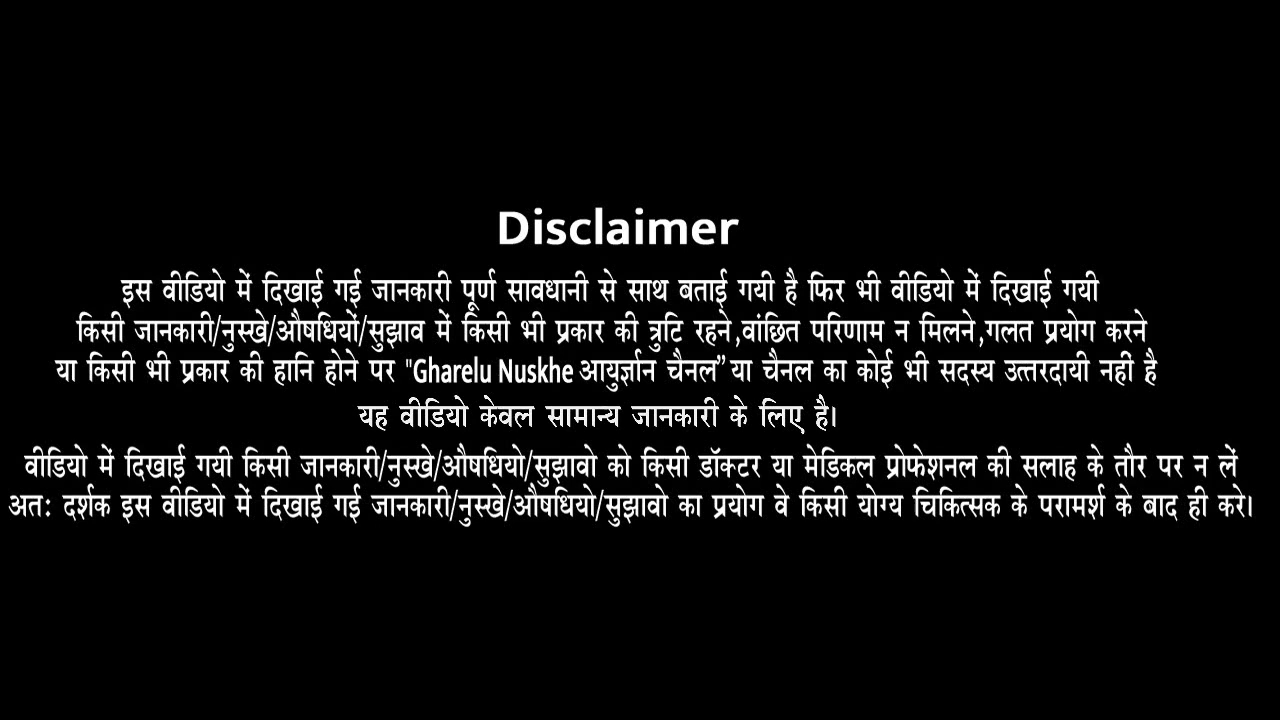 Disclaimer
इस वीडियो में दिखाई गई जानकारी पूर्ण सावधानी से साथ बताई गयी है फिर भी वीडियो में दिखाई गयी
किसी जानकारी/नुस्खे/औषधियों/सुझाव में किसी भी प्रकार की त्रुटि रहने,वांछित परिणाम न मिलने,गलत प्रयोग करने
या किसी भी प्रकार की हानि होने पर "Gharelu Nuskhe आयुर्ज्ञान चैनल” या चैनल का कोई भी सदस्य उत्तरदायी नहीं है
यह वीडियो केवल सामान्य जानकारी के लिए है।
वीडियो में दिखाई गयी किसी जानकारी/नुस्खे/औषधियो/सुझावो को किसी डॉक्टर या मेडिकल प्रोफेशनल की सलाह के तौर पर न लें
अतः दर्शक इस वीडियो में दिखाई गई जानकारी/नुस्खे/औषधियो/सुझावो का प्रयोग वे किसी योग्य चिकित्सक के परामर्श के बाद ही करे।